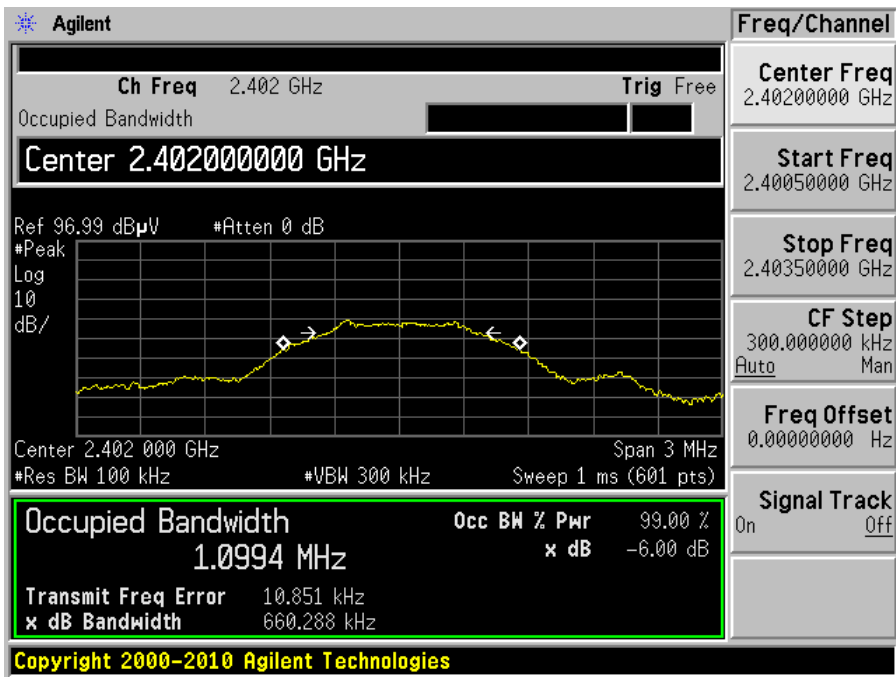 Agilent
Freq/Channel
Ch Freq 2.402 GHz Trig Free
Occupied Bandwidth
Center 2.402000000 GHz
Ref 96.99 dBµV #Atten 0 dB
#Peak
Log
10
dB/
Center 2.402 000 GHz Span 3 MHz
#Res BW 100 kHz #VBW 300 kHz Sweep 1 ms (601 pts)
Occupied Bandwidth
1.0994 MHz
Occ BW % Pwr 99.00 %
x dB -6.00 dB
Transmit Freq Error 10.851 kHz
x dB Bandwidth 660.288 kHz
Copyright 2000-2010 Agilent Technologies
Center Freq
2.40200000 GHz
Start Freq
2.40050000 GHz
Stop Freq
2.40350000 GHz
CF Step
300.000000 kHz
Auto Man
Freq Offset
0.00000000 Hz
Signal Track
On Off